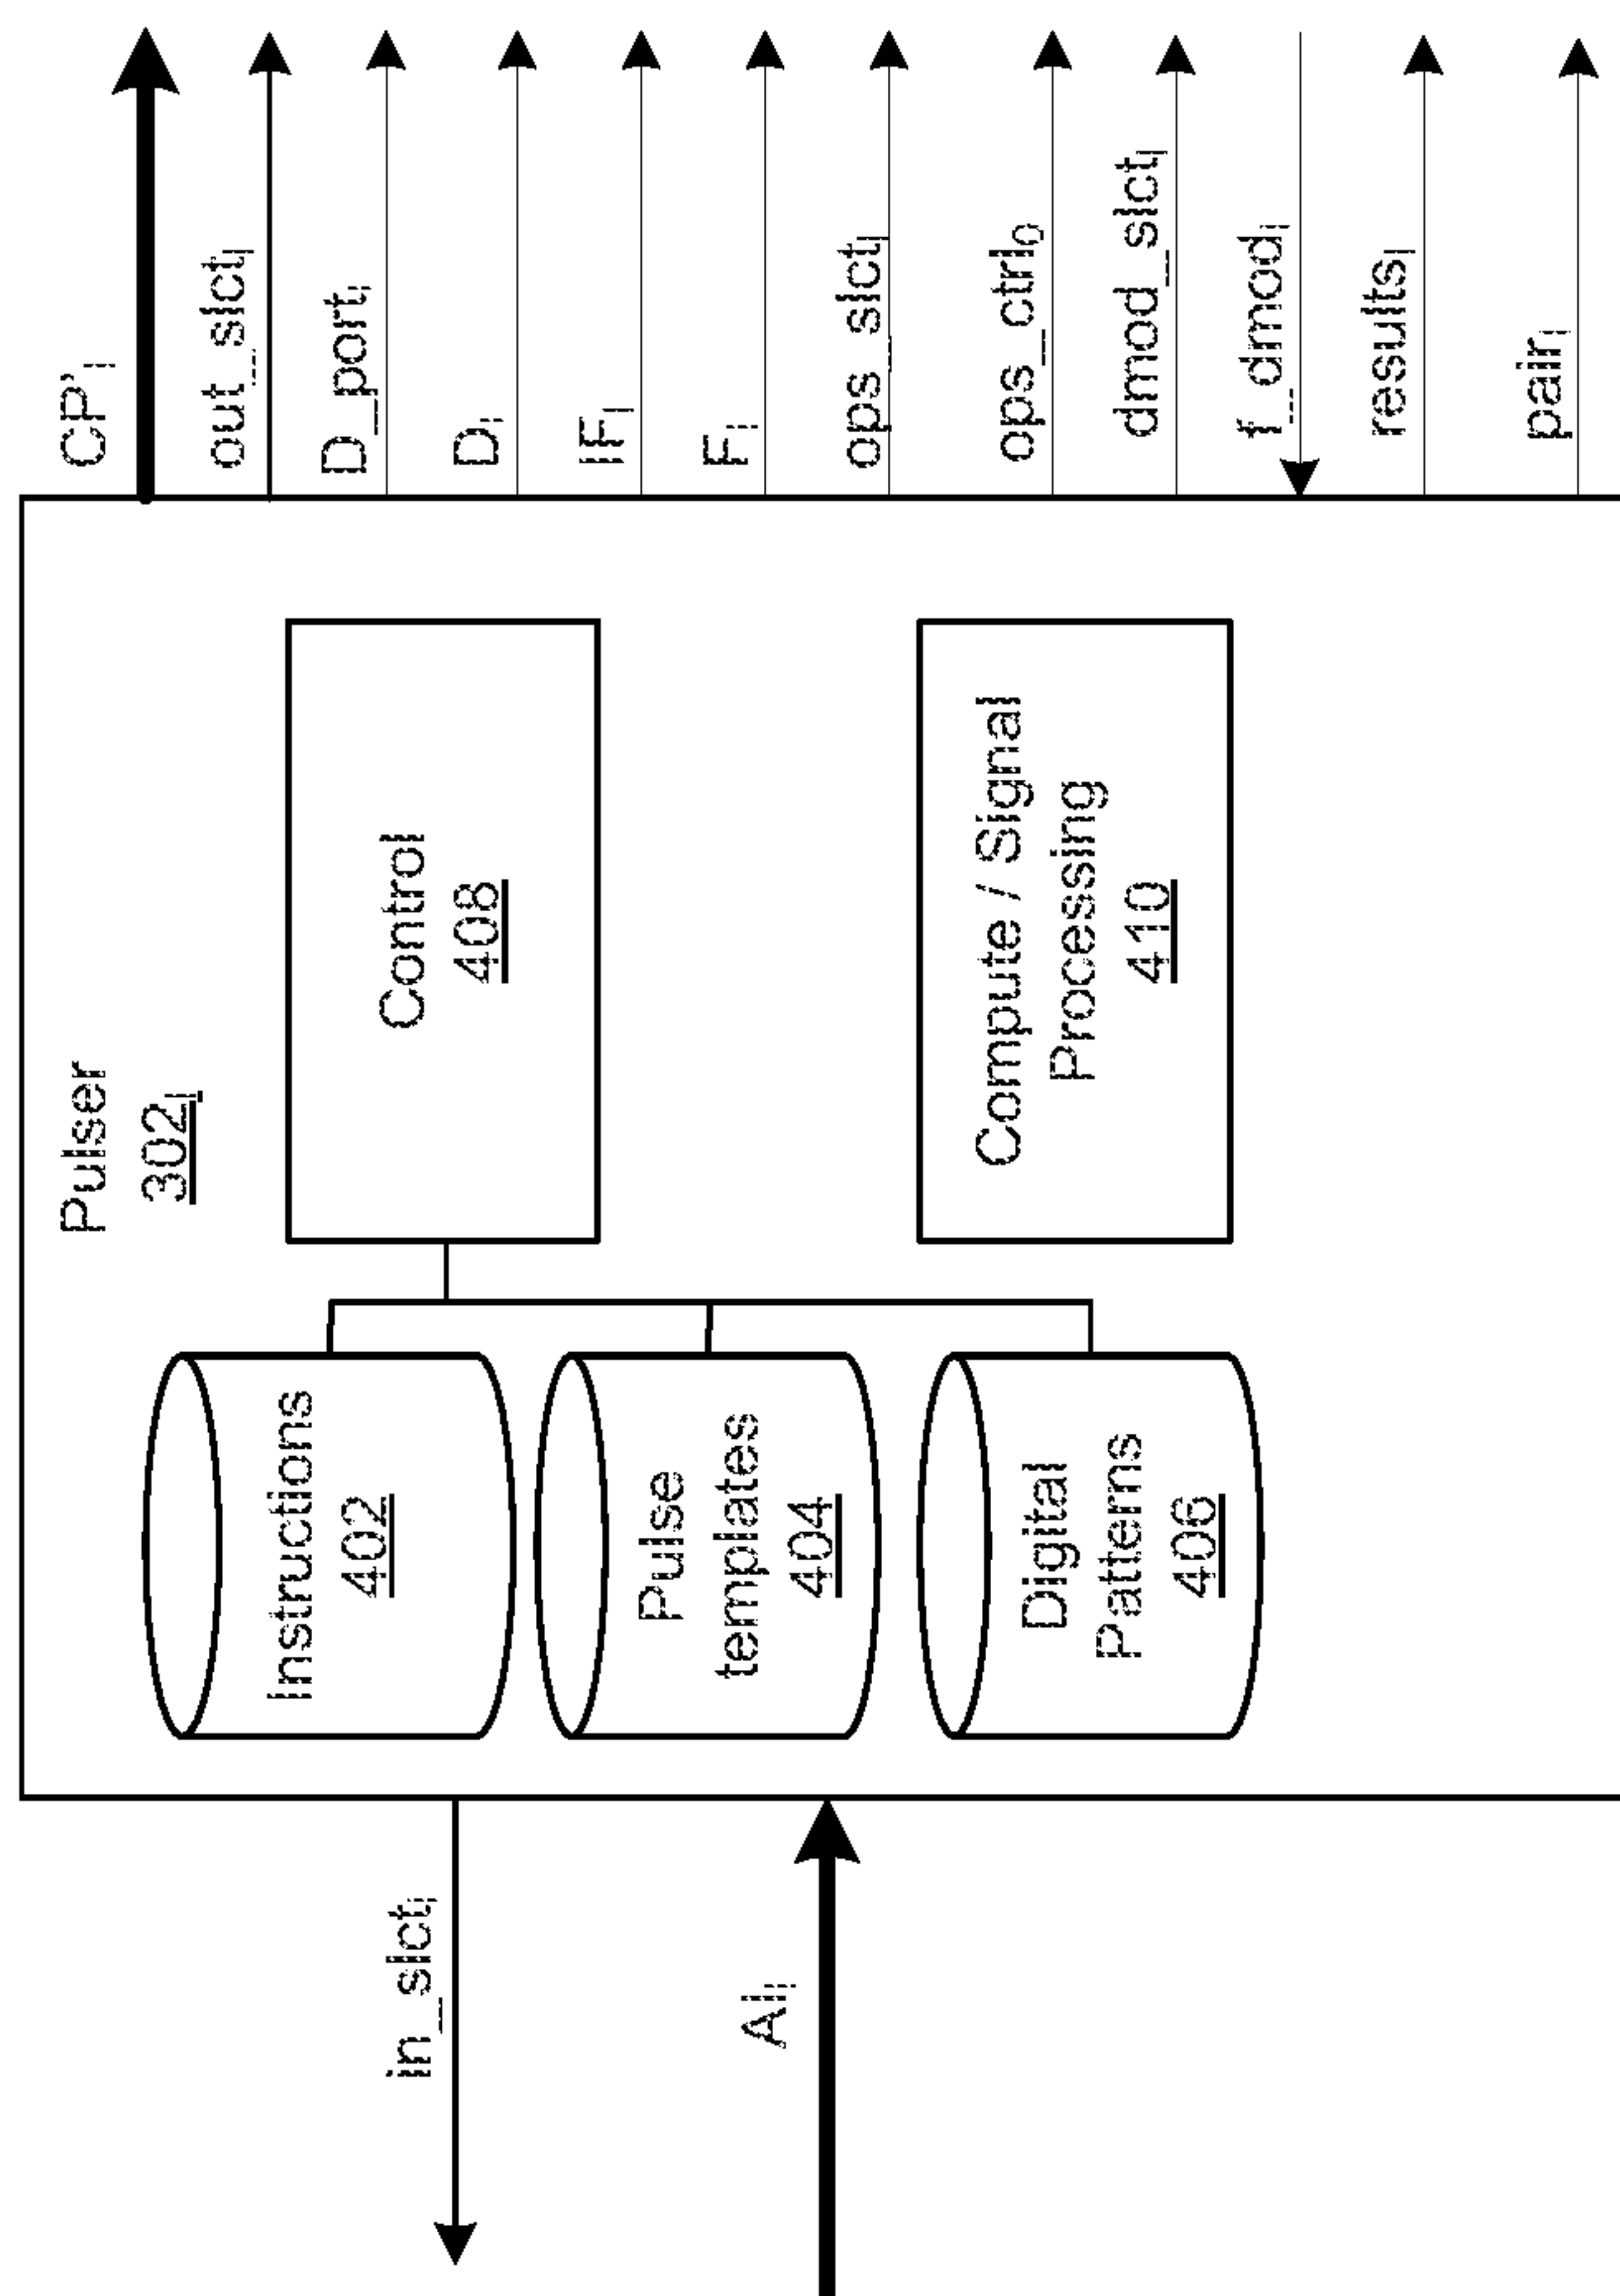 Pulser
302ᵢ
in_slctᵢ
AIᵢ
Instructions
402
Pulse
templates
404
Digital
Patterns
406
Control
408
Compute / Signal
Processing
410
CP'ᵢ
out_slctᵢ
D_portᵢ
Dᵢ
IFᵢ
Fᵢ
ops_slctᵢ
ops_ctrl₀
dmod_slctᵢ
f_dmodᵢ
resultsᵢ
pairᵢ